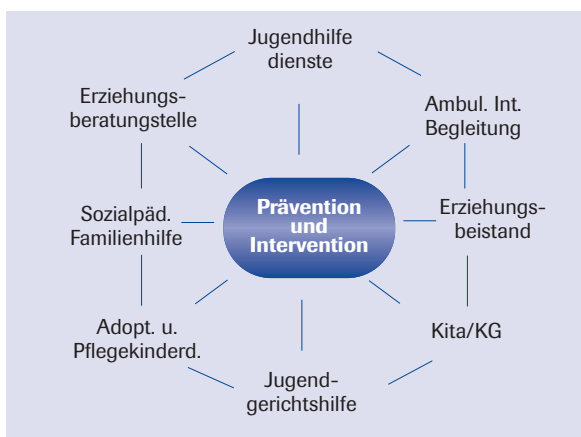 Jugendhilfe
dienste
Erziehungs-
beratungstelle
Ambul. Int.
Begleitung
Sozialpäd.
Familienhilfe
Prävention
und
Intervention
Erziehungs-
beistand
Adopt. u.
Pflegekinderd.
Kita/KG
Jugend-
gerichtshilfe